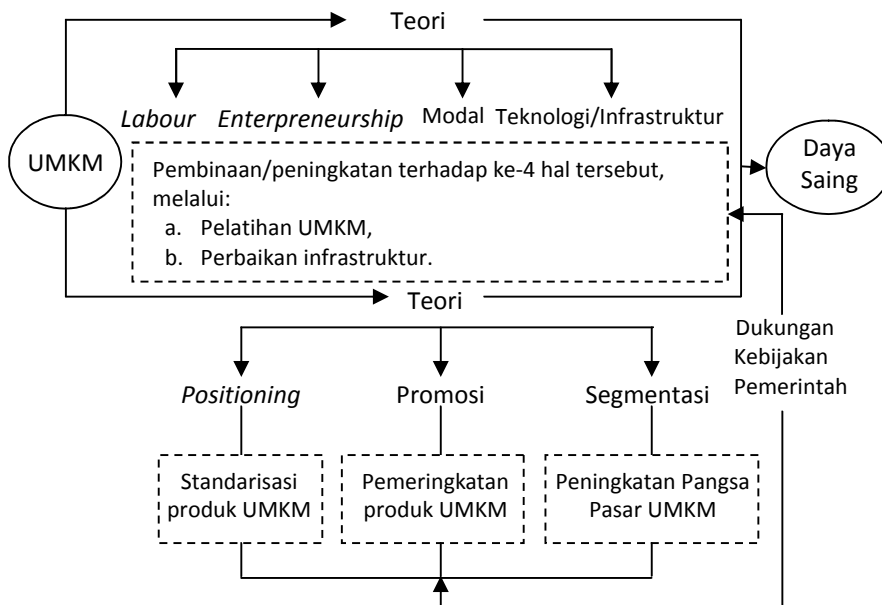 Teori
Labour Enterpreneurship Modal Teknologi/Infrastruktur
UMKM
Pembinaan/peningkatan terhadap ke-4 hal tersebut,
melalui:
a. Pelatihan UMKM,
b. Perbaikan infrastruktur.
Daya
Saing
Teori
Dukungan
Kebijakan
Pemerintah
Positioning Promosi Segmentasi
Standarisasi
produk UMKM
Pemeringkatan
produk UMKM
Peningkatan Pangsa
Pasar UMKM